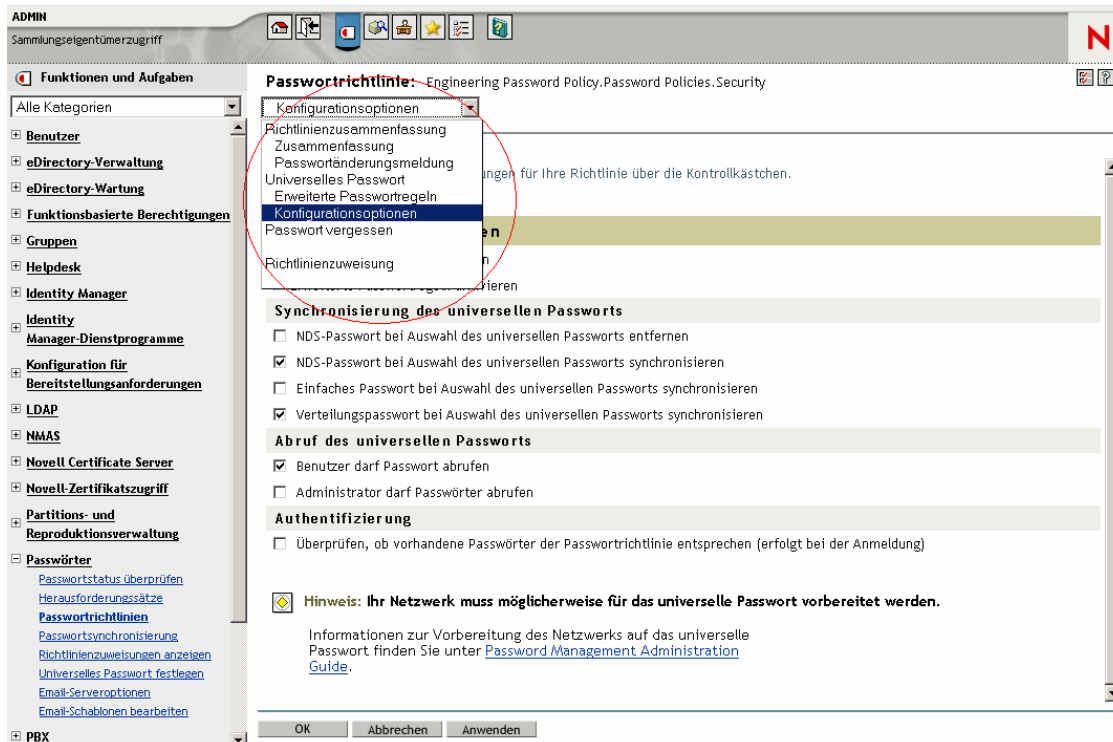 ADMIN
Sammlungseigentümerzugriff
N
Funktionen und Aufgaben
Alle Kategorien
Benutzer
eDirectory-Verwaltung
eDirectory-Wartung
Funktionsbasierte Berechtigungen
Gruppen
Helpdesk
Identity Manager
Identity
Manager-Dienstprogramme
Konfiguration für
Bereitstellungsanforderungen
LDAP
NMAS
Novell Certificate Server
Novell-Zertifikatszugriff
Partitions- und
Reproduktionsverwaltung
Passwörter
Passwortstatus überprüfen
Herausforderungssätze
Passwortrichtlinien
Passwortsynchronisierung
Richtlinienzuweisungen anzeigen
Universelles Passwort festlegen
Email-Serveroptionen
Email-Schablonen bearbeiten
PBX
Passwortrichtlinie: Engineering Password Policy.Password Policies.Security
Konfigurationsoptionen
Richtlinienzusammenfassung
Zusammenfassung
Passwortänderungsmeldung
Universelles Passwort
Erweiterte Passwortregeln
Konfigurationsoptionen
Passwort vergessen
Richtlinienzuweisung
ungen für Ihre Richtlinie über die Kontrollkästchen.
en
n
vieren
Synchronisierung des universellen Passworts
NDS-Passwort bei Auswahl des universellen Passworts entfernen
NDS-Passwort bei Auswahl des universellen Passworts synchronisieren
Einfaches Passwort bei Auswahl des universellen Passworts synchronisieren
Verteilungspasswort bei Auswahl des universellen Passworts synchronisieren
Abruf des universellen Passworts
Benutzer darf Passwort abrufen
Administrator darf Passwörter abrufen
Authentifizierung
Überprüfen, ob vorhandene Passwörter der Passwortrichtlinie entsprechen (erfolgt bei der Anmeldung)
Hinweis: Ihr Netzwerk muss möglicherweise für das universelle Passwort vorbereitet werden.
Informationen zur Vorbereitung des Netzwerks auf das universelle
Passwort finden Sie unter Password Management Administration
Guide.
OK Abbrechen Anwenden